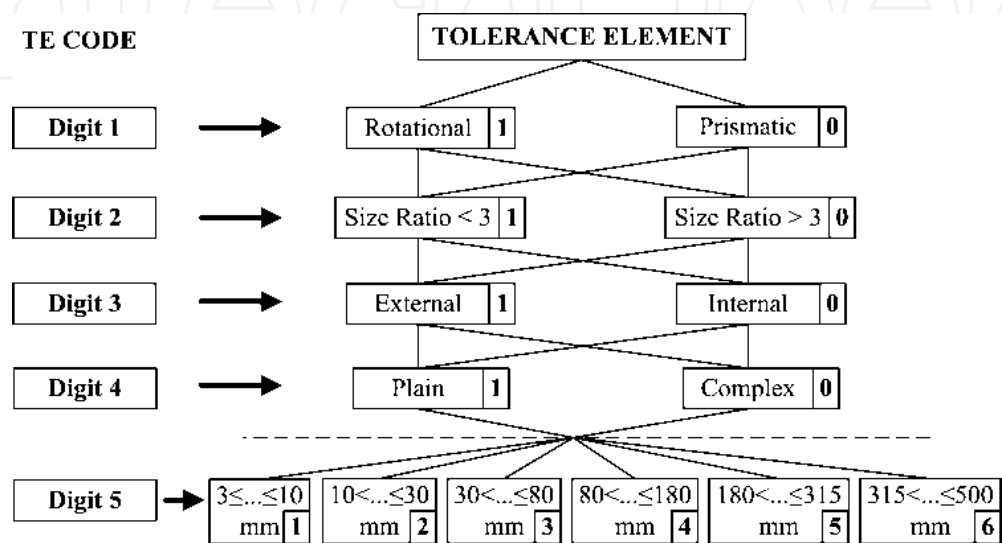 TE CODE
TOLERANCE ELEMENT
Digit 1
Rotational 1
Prismatic 0
Digit 2
Size Ratio < 3 1
Size Ratio > 3 0
Digit 3
External 1
Internal 0
Digit 4
Plain 1
Complex 0
Digit 5
3≤...≤10
mm 1
10<...≤30
mm 2
30<...≤80
mm 3
80<...≤180
mm 4
180<...≤315
mm 5
315<...≤500
mm 6